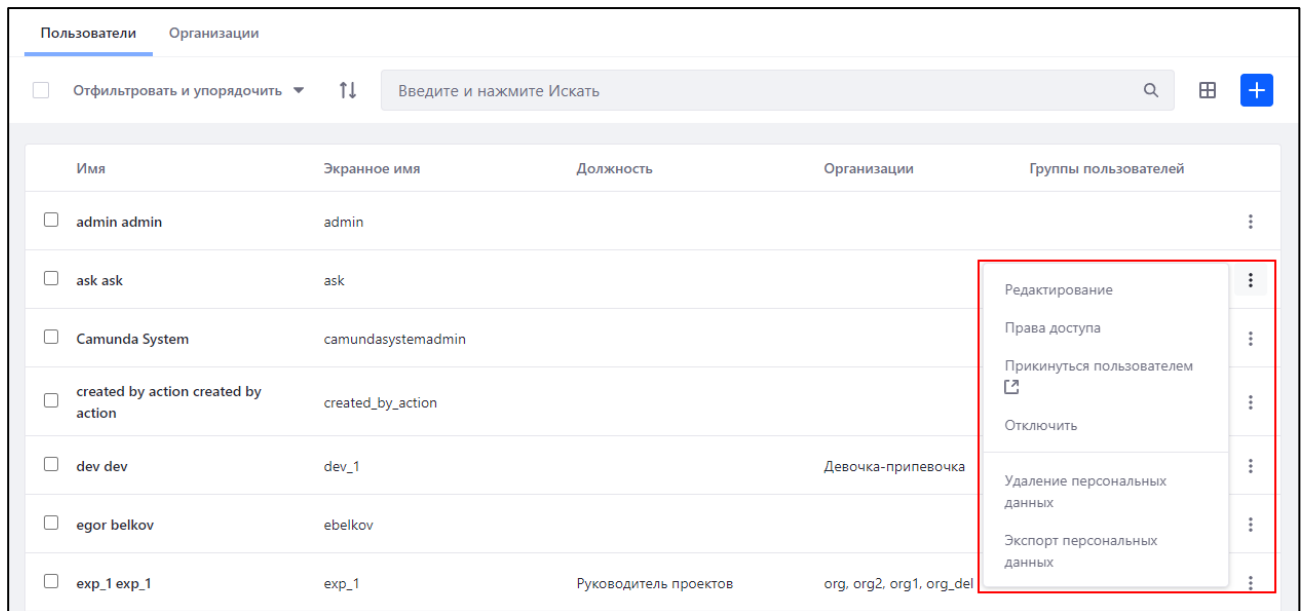 Пользователи Организации
Отфильтровать и упорядочить Введите и нажмите Искать
Имя Экранное имя Должность Организации Группы пользователей
admin admin admin
ask ask ask
Редактирование
Права доступа
Camunda System camundasystemadmin
Прикинуться пользователем
created by action created by
action created_by_action
Отключить
dev dev dev_1 Девочка-припевочка
Удаление персональных
данных
egor belkov ebelkov
Экспорт персональных
данных
exp_1 exp_1 exp_1 Руководитель проектов org, org2, org1, org_del